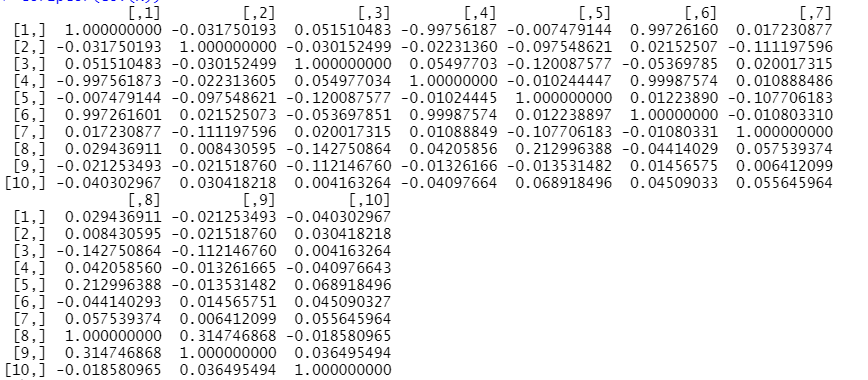 [,1] [,2] [,3] [,4] [,5] [,6] [,7]
[1,] 1.000000000 -0.031750193 0.051510483 -0.99756187 -0.007479144 0.99726160 0.017230877
[2,] -0.031750193 1.000000000 -0.030152499 -0.02231360 -0.097548621 0.02152507 -0.111197596
[3,] 0.051510483 -0.030152499 1.000000000 0.05497703 -0.120087577 -0.05369785 0.020017315
[4,] -0.997561873 -0.022313605 0.054977034 1.00000000 -0.010244447 0.99987574 0.010888486
[5,] -0.007479144 -0.097548621 -0.120087577 -0.01024445 1.000000000 0.01223890 -0.107706183
[6,] 0.997261601 0.021525073 -0.053697851 0.99987574 0.012238897 1.00000000 -0.010803310
[7,] 0.017230877 -0.111197596 0.020017315 0.01088849 -0.107706183 -0.01080331 1.000000000
[8,] 0.029436911 0.008430595 -0.142750864 0.04205856 0.212996388 -0.04414029 0.057539374
[9,] -0.021253493 -0.021518760 -0.112146760 -0.01326166 -0.013531482 0.01456575 0.006412099
[10,] -0.040302967 0.030418218 0.004163264 -0.04097664 0.068918496 0.04509033 0.055645964
[,8] [,9] [,10]
[1,] 0.029436911 -0.021253493 -0.040302967
[2,] 0.008430595 -0.021518760 0.030418218
[3,] -0.142750864 -0.112146760 0.004163264
[4,] 0.042058560 -0.013261665 -0.040976643
[5,] 0.212996388 -0.013531482 0.068918496
[6,] -0.044140293 0.014565751 0.045090327
[7,] 0.057539374 0.006412099 0.055645964
[8,] 1.000000000 0.314746868 -0.018580965
[9,] 0.314746868 1.000000000 0.036495494
[10,] -0.018580965 0.036495494 1.000000000